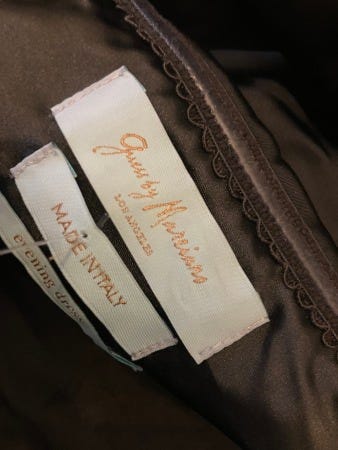 guess by Marciano
LOS ANGELES
MADE IN ITALY
evening dress